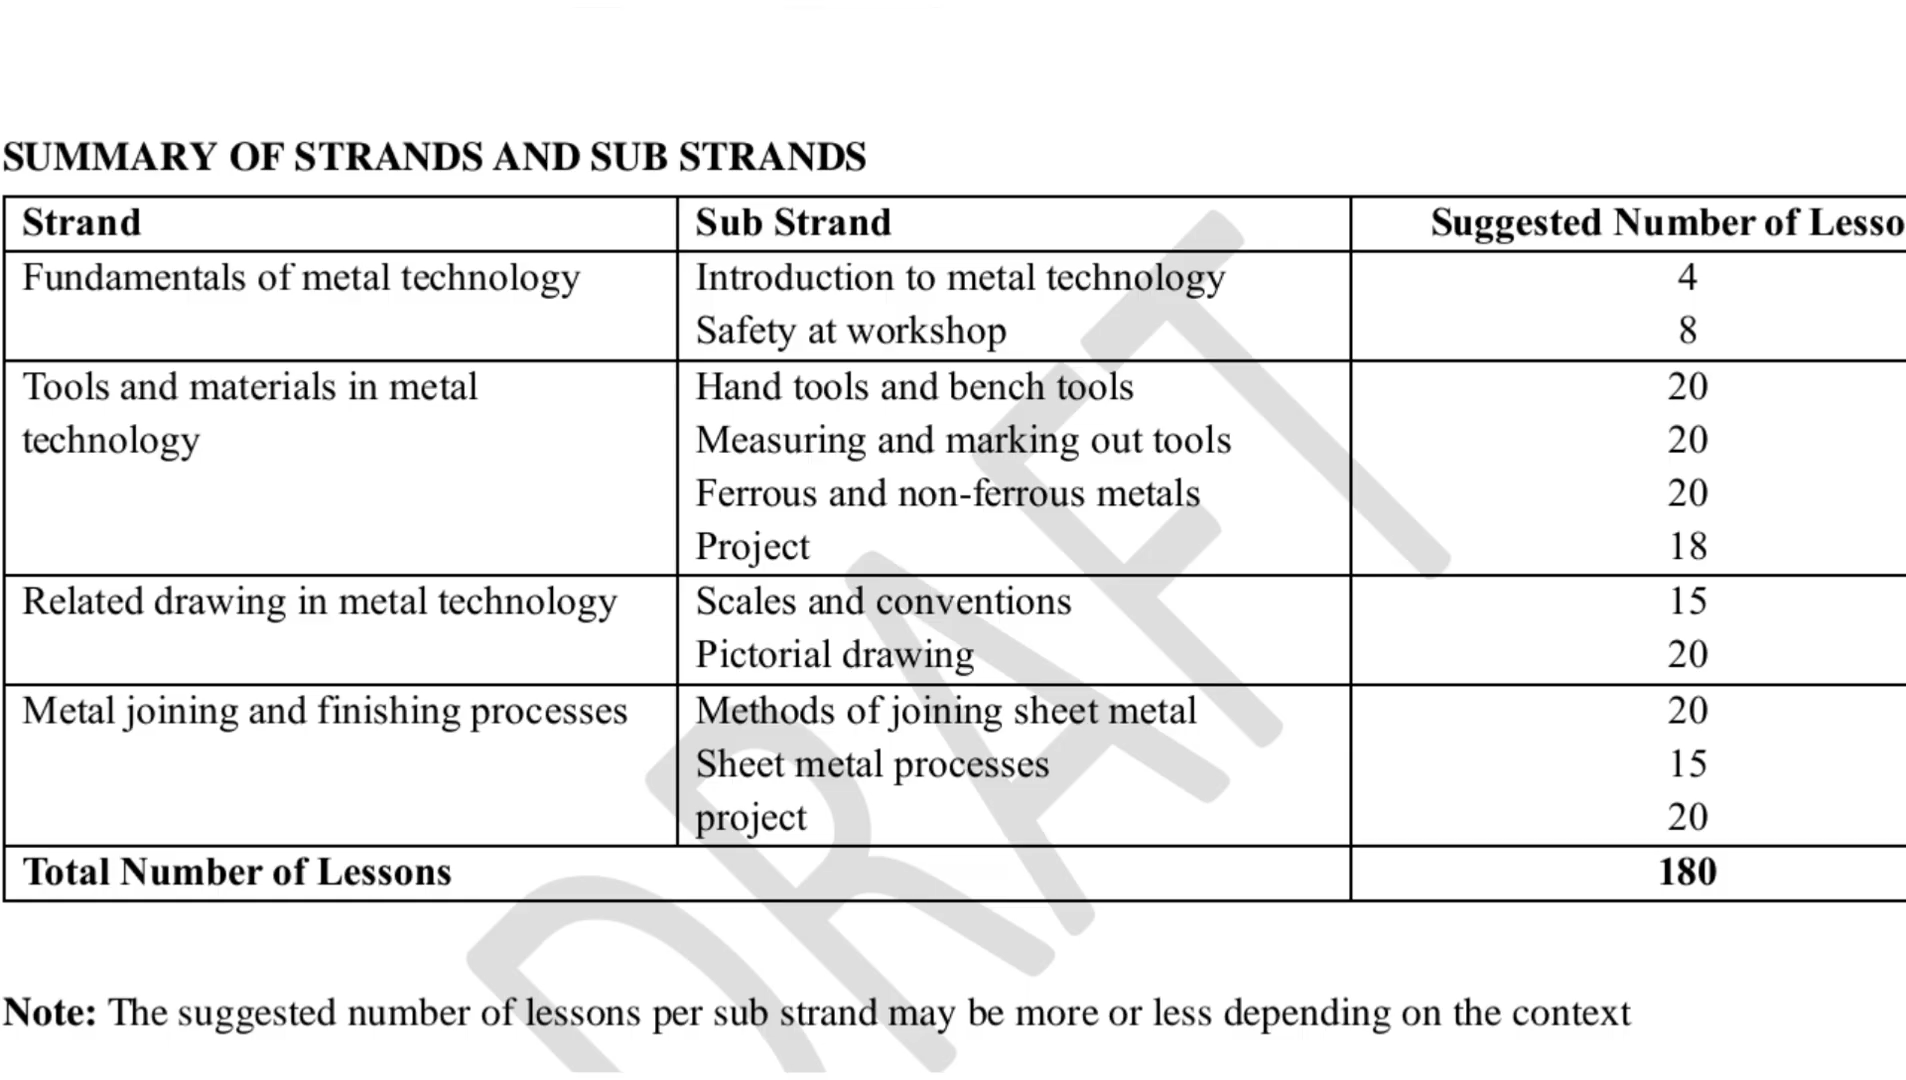 SUMMARY OF STRANDS AND SUB STRANDS
Strand Sub Strand Suggested Number of Lesso
Fundamentals of metal technology Introduction to metal technology 4
Safety at workshop 8
Tools and materials in metal Hand tools and bench tools 20
technology Measuring and marking out tools 20
Ferrous and non-ferrous metals 20
Project 18
Related drawing in metal technology Scales and conventions 15
Pictorial drawing 20
Metal joining and finishing processes Methods of joining sheet metal 20
Sheet metal processes 15
project 20
Total Number of Lessons 180
Note: The suggested number of lessons per sub strand may be more or less depending on the context
DRAFT